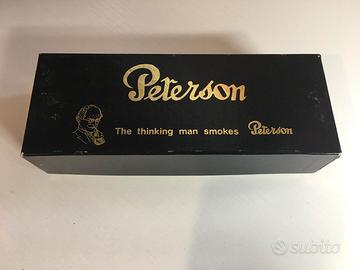 Peterson
The thinking man smokes Peterson
subito